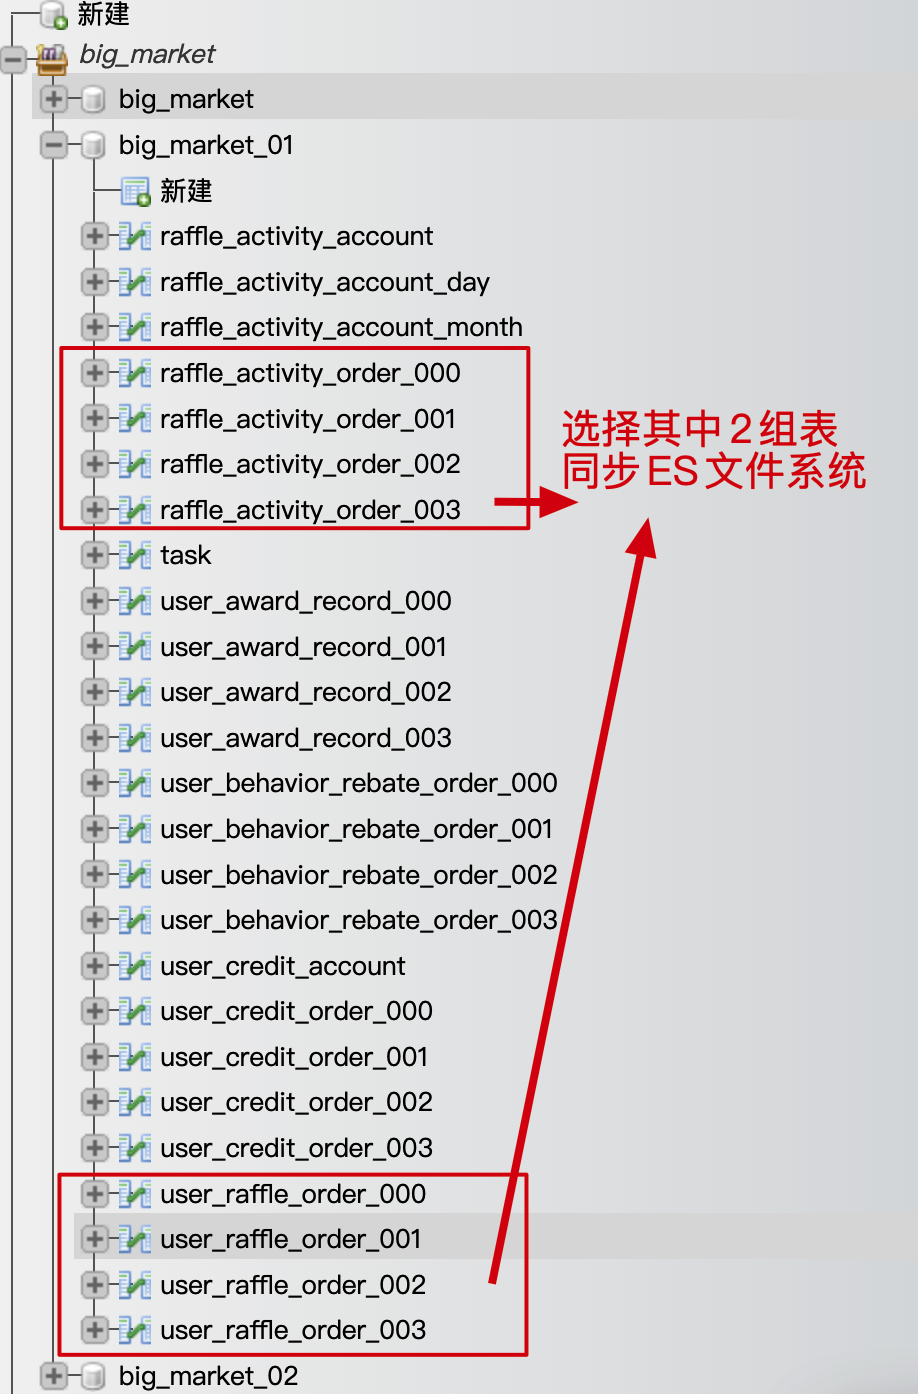 新建
big_market
big_market
big_market_01
新建
raffle_activity_account
raffle_activity_account_day
raffle_activity_account_month
raffle_activity_order_000
raffle_activity_order_001
raffle_activity_order_002
raffle_activity_order_003
选择其中2组表
同步ES文件系统
task
user_award_record_000
user_award_record_001
user_award_record_002
user_award_record_003
user_behavior_rebate_order_000
user_behavior_rebate_order_001
user_behavior_rebate_order_002
user_behavior_rebate_order_003
user_credit_account
user_credit_order_000
user_credit_order_001
user_credit_order_002
user_credit_order_003
user_raffle_order_000
user_raffle_order_001
user_raffle_order_002
user_raffle_order_003
big_market_02